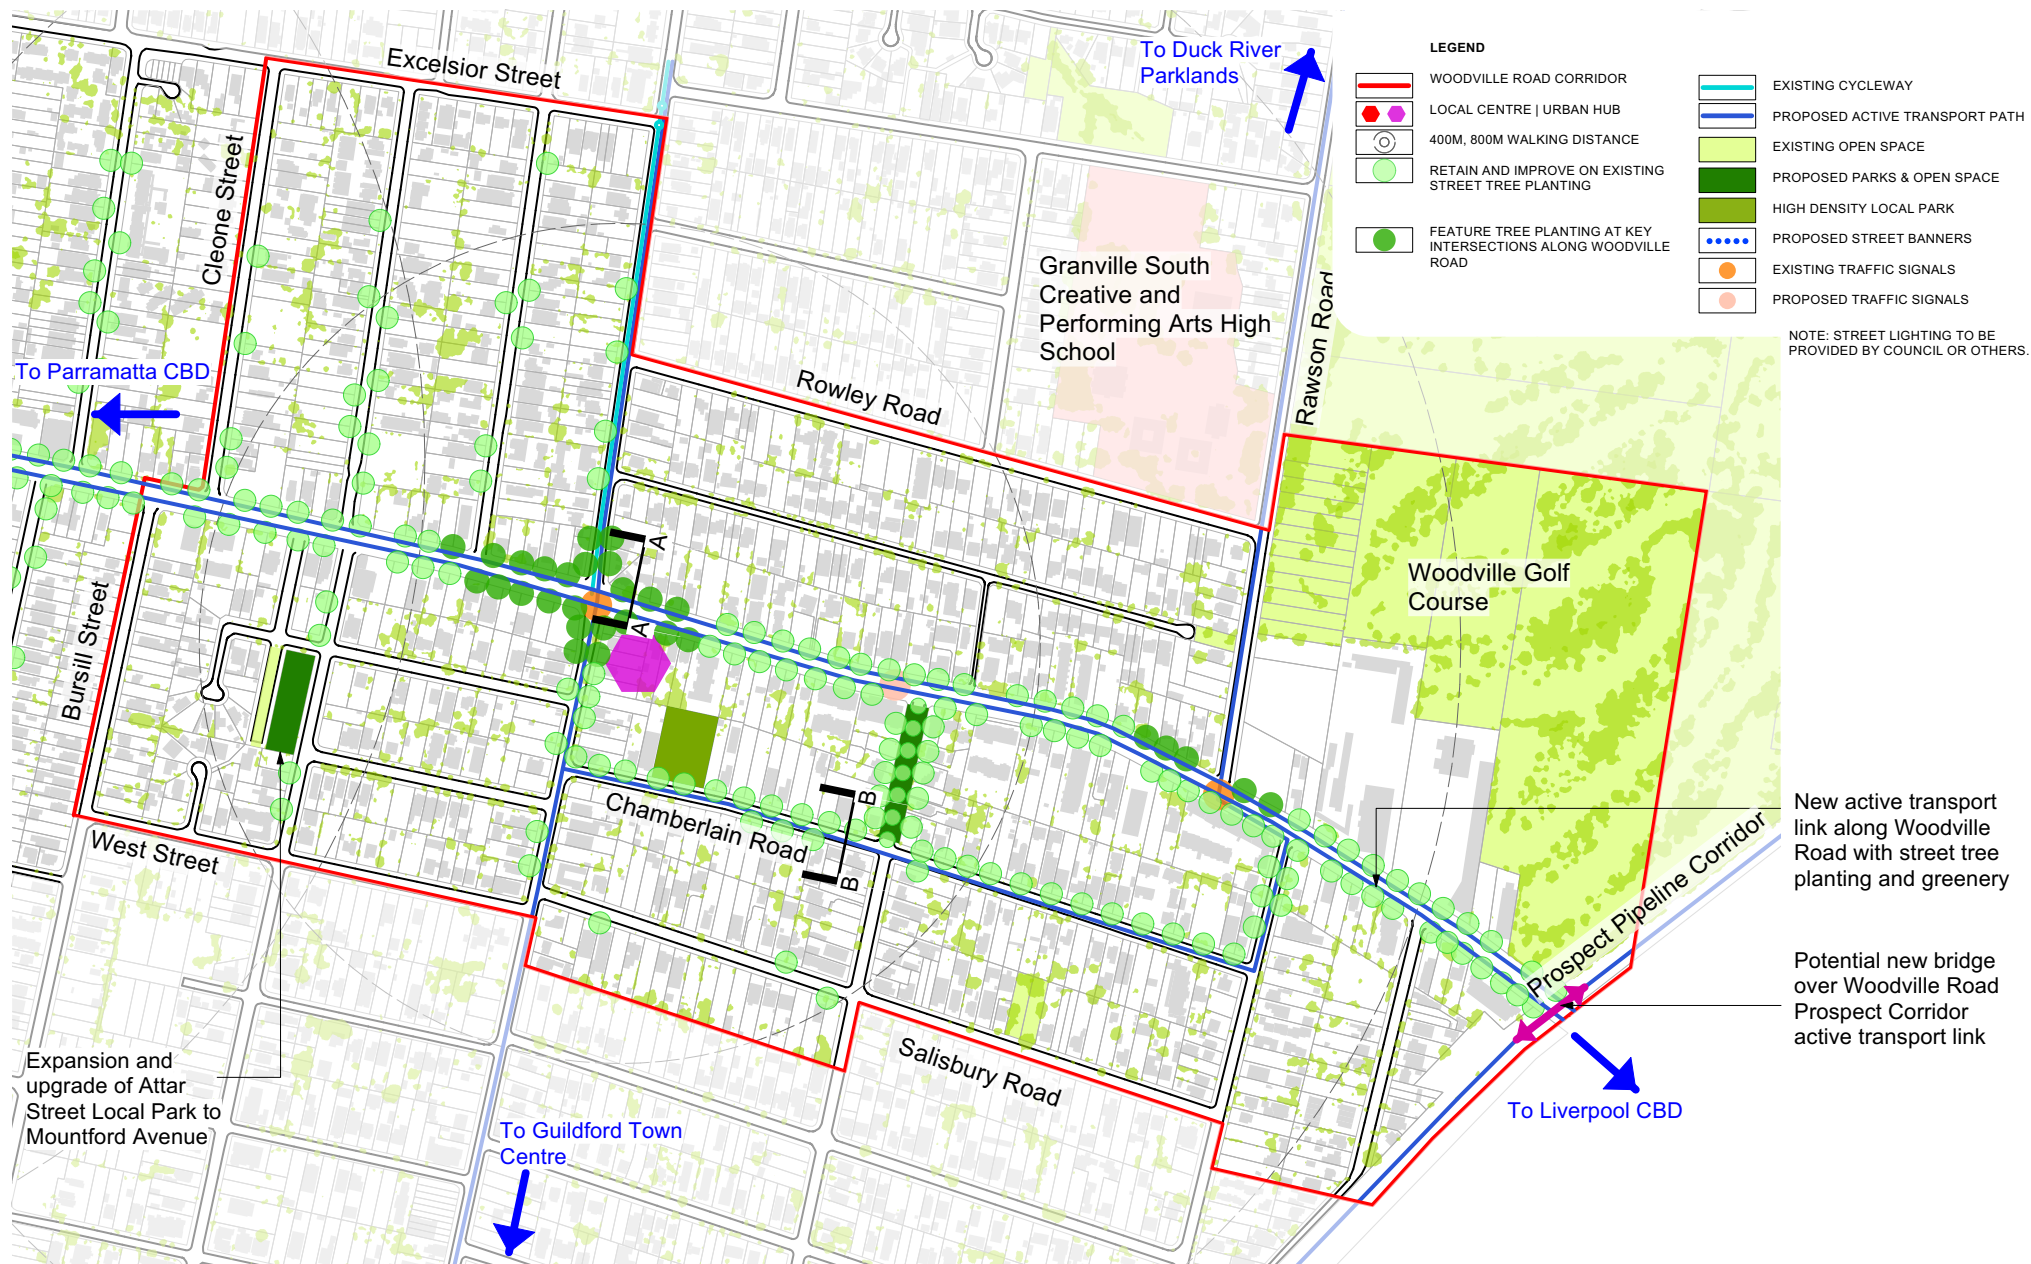 Excelsior Street
To Duck River
Parklands
Cleone Street
Granville South
Creative and
Performing Arts High
School
Rawson Road
To Parramatta CBD
Rowley Road
A
A
Woodville Golf
Course
Bursill Street
Chamberlain Road
B
B
West Street
Prospect Pipeline Corridor
Salisbury Road
To Guildford Town
Centre
To Liverpool CBD
Expansion and
upgrade of Attar
Street Local Park to
Mountford Avenue
New active transport
link along Woodville
Road with street tree
planting and greenery
Potential new bridge
over Woodville Road
Prospect Corridor
active transport link
LEGEND
WOODVILLE ROAD CORRIDOR
LOCAL CENTRE | URBAN HUB
400M, 800M WALKING DISTANCE
RETAIN AND IMPROVE ON EXISTING
STREET TREE PLANTING
FEATURE TREE PLANTING AT KEY
INTERSECTIONS ALONG WOODVILLE
ROAD
EXISTING CYCLEWAY
PROPOSED ACTIVE TRANSPORT PATH
EXISTING OPEN SPACE
PROPOSED PARKS & OPEN SPACE
HIGH DENSITY LOCAL PARK
PROPOSED STREET BANNERS
EXISTING TRAFFIC SIGNALS
PROPOSED TRAFFIC SIGNALS
NOTE: STREET LIGHTING TO BE
PROVIDED BY COUNCIL OR OTHERS.